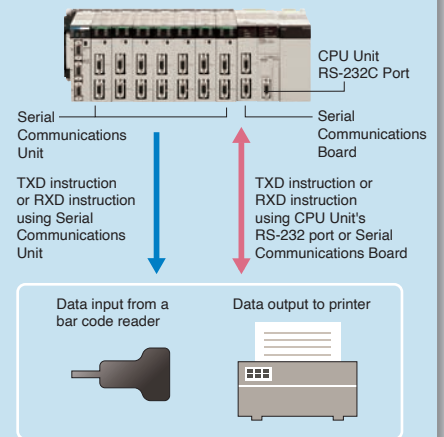 CPU Unit
RS-232C Port
Serial
Communications
Unit
Serial
Communications
Board
TXD instruction
or RXD instruction
using Serial
Communications
Unit
TXD instruction or
RXD instruction
using CPU Unit's
RS-232 port or Serial
Communications Board
Data input from a
bar code reader
Data output to printer